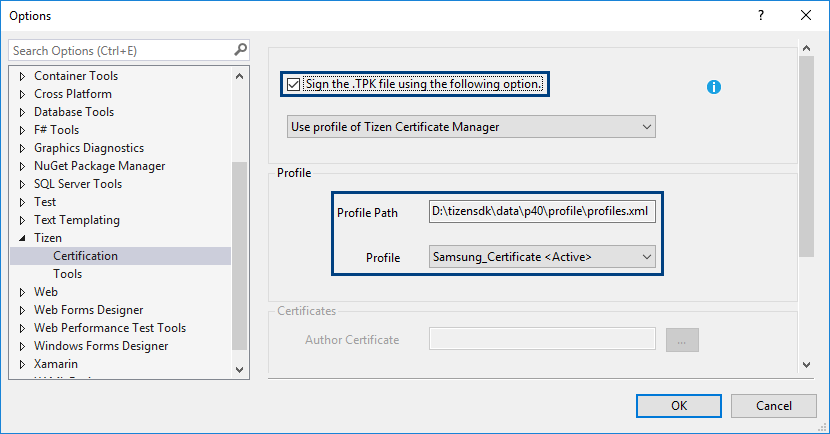 Options
?
Search Options (Ctrl+E)
Container Tools
Cross Platform
Database Tools
F# Tools
Graphics Diagnostics
NuGet Package Manager
SQL Server Tools
Test
Text Templating
Tizen
Certification
Tools
Web
Web Forms Designer
Web Performance Test Tools
Windows Forms Designer
Xamarin
Sign the .TPK file using the following option.
Use profile of Tizen Certificate Manager
Profile
Profile Path
D:\tizensdk\data\p40\profile\profiles.xml
Profile
Samsung_Certificate <Active>
Certificates
Author Certificate
...
OK
Cancel